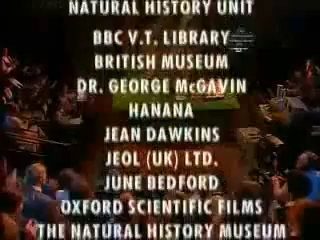 NATURAL HISTORY UNIT
BBC V.T. LIBRARY
BRITISH MUSEUM
DR. GEORGE McGAVIN
HANANA
JEAN DAWKINS
JEOL (UK) LTD.
JUNE BEDFORD
OXFORD SCIENTIFIC FILMS
THE NATURAL HISTORY MUSEUM